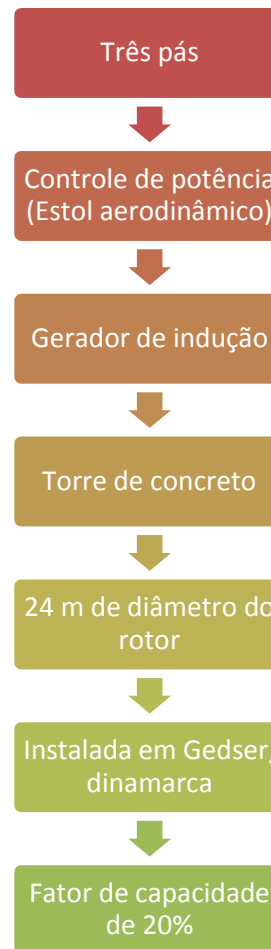 Três pás
Controle de potência
(Estol aerodinâmico)
Gerador de indução
Torre de concreto
24 m de diâmetro do
rotor
Instalada em Gedser,
dinamarca
Fator de capacidade
de 20%